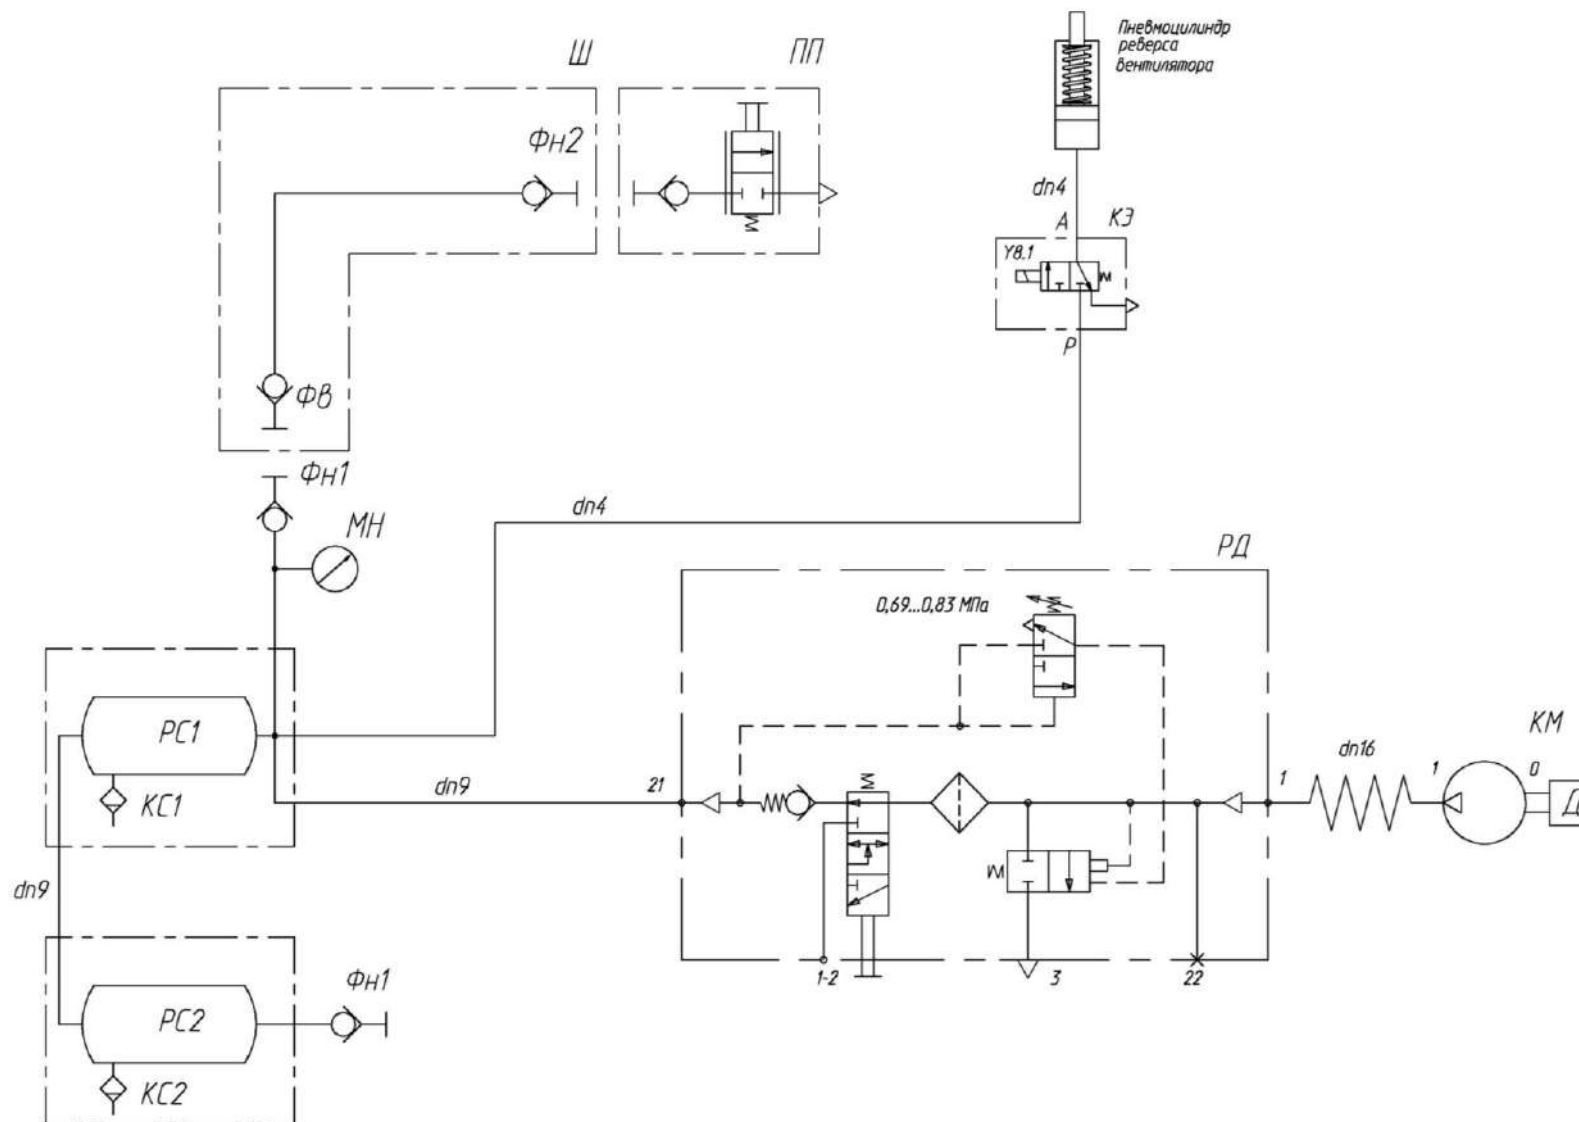 Пневмоцилиндр
реверса
вентилятора
Ш
ПП
Фн2
dn4
А
КЭ
Y8.1
Р
Фв
Фн1
МН
dn4
РД
0,69...0,83 МПа
РС1
КС1
dn9
21
1
dn16
1
0
КМ
Д
dn9
1-2
3
22
Фн1
РС2
КС2